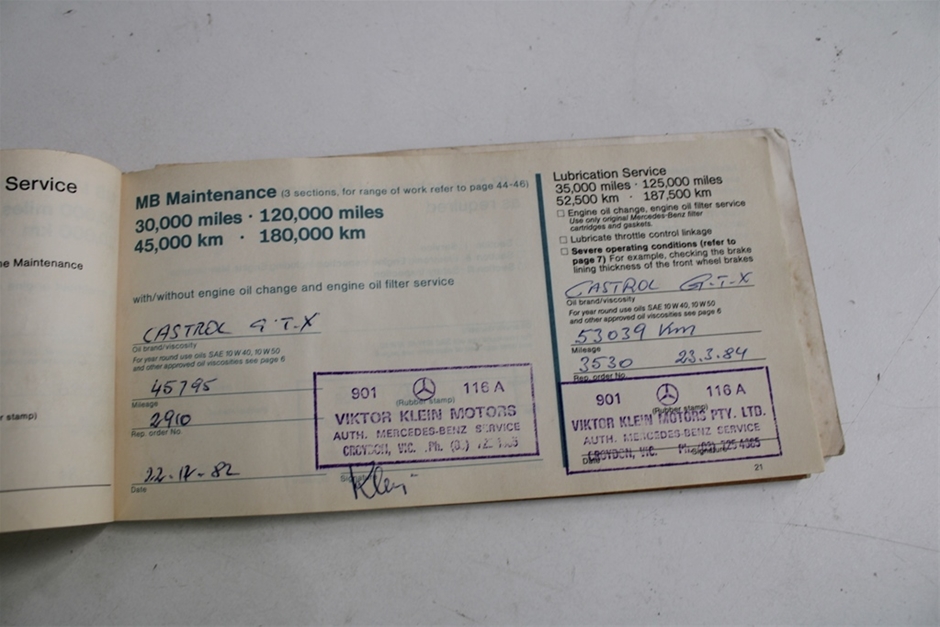 Service
ne Maintenance
r stamp)
MB Maintenance (3 sections, for range of work refer to page 44-46)
30,000 miles · 120,000 miles
45,000 km · 180,000 km
with/without engine oil change and engine oil filter service
CASTROL G.T.X
Oil brand/viscosity
For year round use oils SAE 10 W 40, 10 W 50
and other approved oil viscosities see page 6
45795
Mileage
2910
Rep. order No.
22-IV-82
Date
901 116 A
(Rubber stamp)
VIKTOR KLEIN MOTORS
AUTH. MERCEDES-BENZ SERVICE
CROYDON, VIC. Ph.
Klein
Lubrication Service
35,000 miles · 125,000 miles
52,500 km · 187,500 km
Engine oil change, engine oil filter service
Use only original Mercedes-Benz filter
cartridges and gaskets.
Lubricate throttle control linkage
Severe operating conditions (refer to
page 7) For example, checking the brake
lining thickness of the front wheel brakes
CASTROL G.T.X
Oil brand/viscosity
For year round use oils SAE 10 W 40, 10 W 50
and other approved oil viscosities see page 6
53039 Km
Mileage
3530 23.3.84
Rep. order No.
901 116 A
(Rubber stamp)
VIKTOR KLEIN MOTORS PTY. LTD.
AUTH. MERCEDES-BENZ SERVICE
CROYDON, VIC.
Date Signature
21